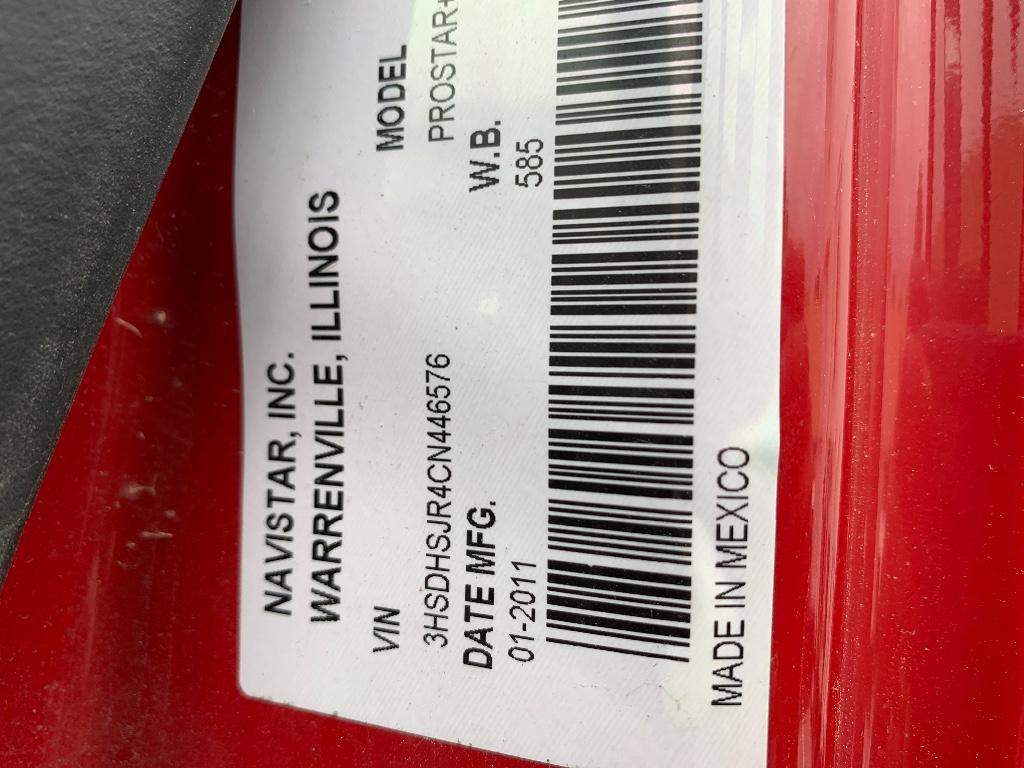 NAVISTAR, INC.
WARRENVILLE, ILLINOIS
VIN MODEL
3HSDHSJR4CN446576 PROSTAR+
DATE MFG. W.B.
01-2011 585
MADE IN MEXICO